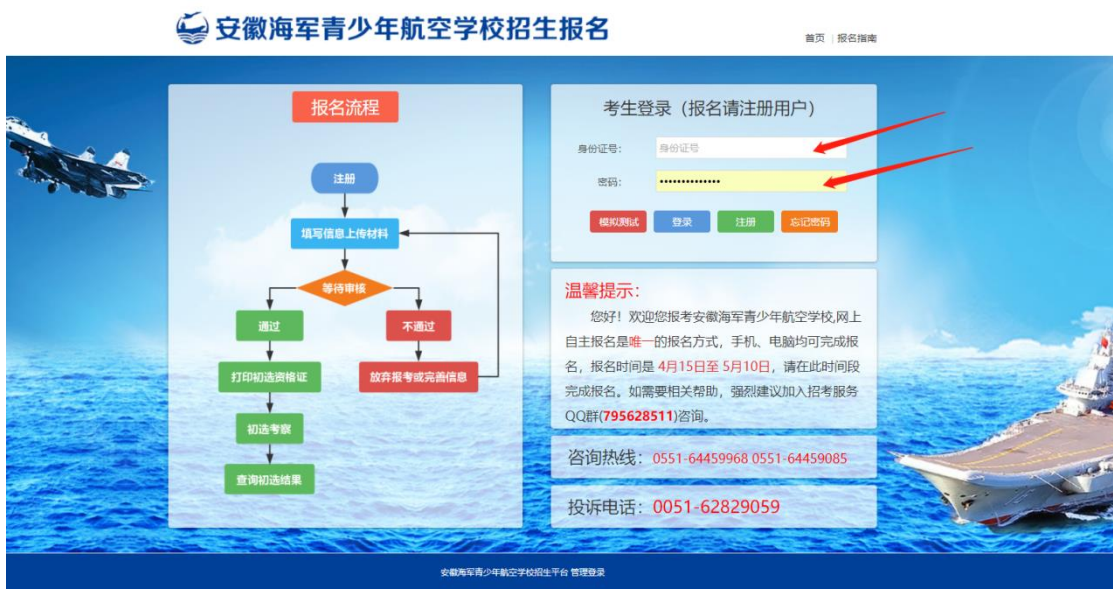 安徽海军青少年航空学校招生报名
首页 | 报名指南
报名流程
注册
填写信息上传材料
等待审核
通过
不通过
打印初选资格证
放弃报考或完善信息
初选考察
查询初选结果
考生登录（报名请注册用户）
身份证号： 身份证号
密码： ••••••••••••••
模拟测试 登录 注册 忘记密码
温馨提示：
您好！欢迎您报考安徽海军青少年航空学校,网上
自主报名是唯一的报名方式，手机、电脑均可完成报
名，报名时间是 4月15日至 5月10日，请在此时间段
完成报名。如需要相关帮助，强烈建议加入招考服务
QQ群(795628511)咨询。
咨询热线：0551-64459968 0551-64459085
投诉电话：0051-62829059
安徽海军青少年航空学校招生平台 管理登录